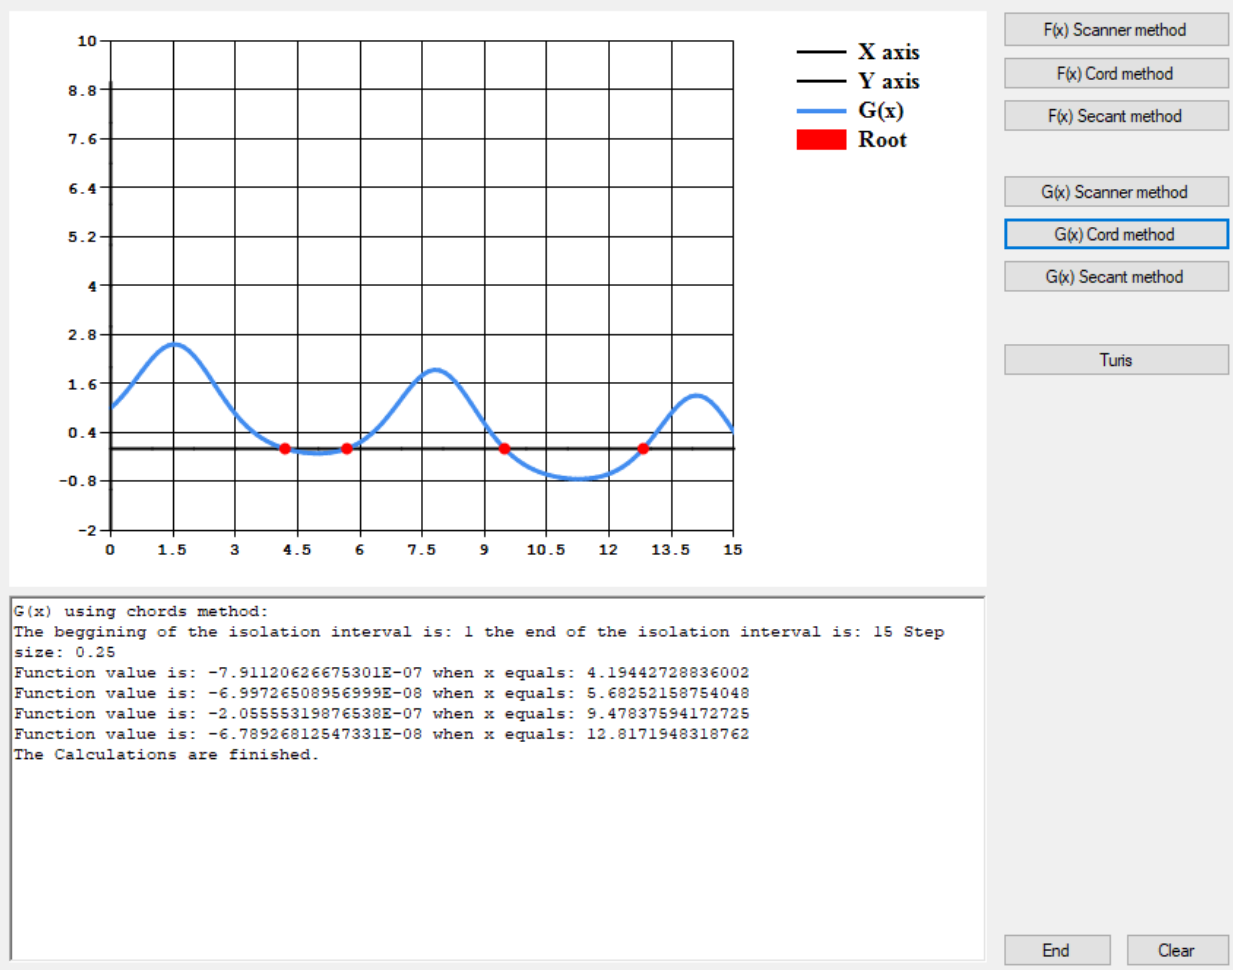 10
8.8
7.6
6.4
5.2
4
2.8
1.6
0.4
-0.8
-2
0 1.5 3 4.5 6 7.5 9 10.5 12 13.5 15
X axis
Y axis
G(x)
Root
F(x) Scanner method
F(x) Cord method
F(x) Secant method
G(x) Scanner method
G(x) Cord method
G(x) Secant method
Turis
G(x) using chords method:
The beggining of the isolation interval is: 1 the end of the isolation interval is: 15 Step
size: 0.25
Function value is: -7.91120626675301E-07 when x equals: 4.19442728836002
Function value is: -6.99726508956999E-08 when x equals: 5.68252158754048
Function value is: -2.05555319876538E-07 when x equals: 9.47837594172725
Function value is: -6.78926812547331E-08 when x equals: 12.8171948318762
The Calculations are finished.
End Clear